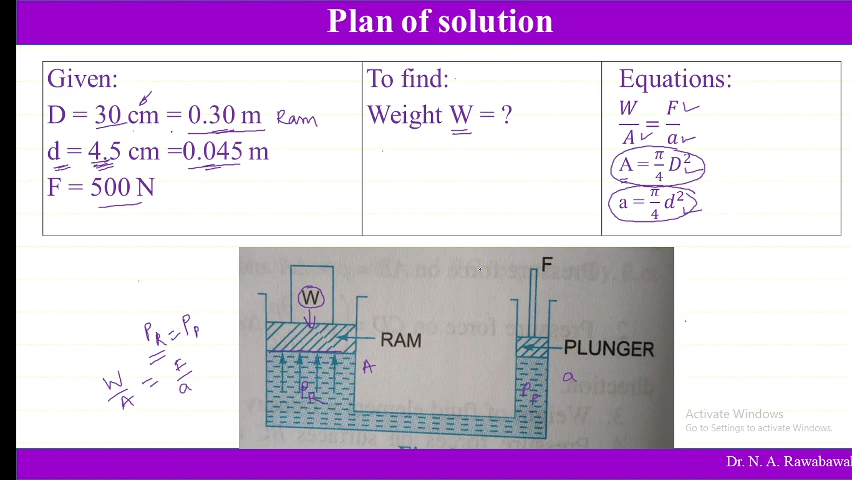 Plan of solution
Given:
D = 30 cm = 0.30 m Ram
d = 4.5 cm =0.045 m
F = 500 N
To find:
Weight W = ?
Equations:
W/A = F/a
A = π/4 D²
a = π/4 d²
F
W
RAM
PLUNGER
A
a
P_R
P_R = P_P
W/A = F/a
Activate Windows
Go to Settings to activate Windows.
Dr. N. A. Rawabawal